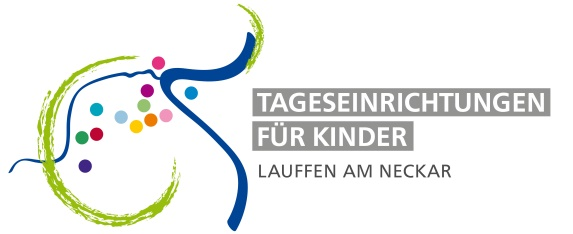 TAGESEINRICHTUNGEN
FÜR KINDER
LAUFFEN AM NECKAR